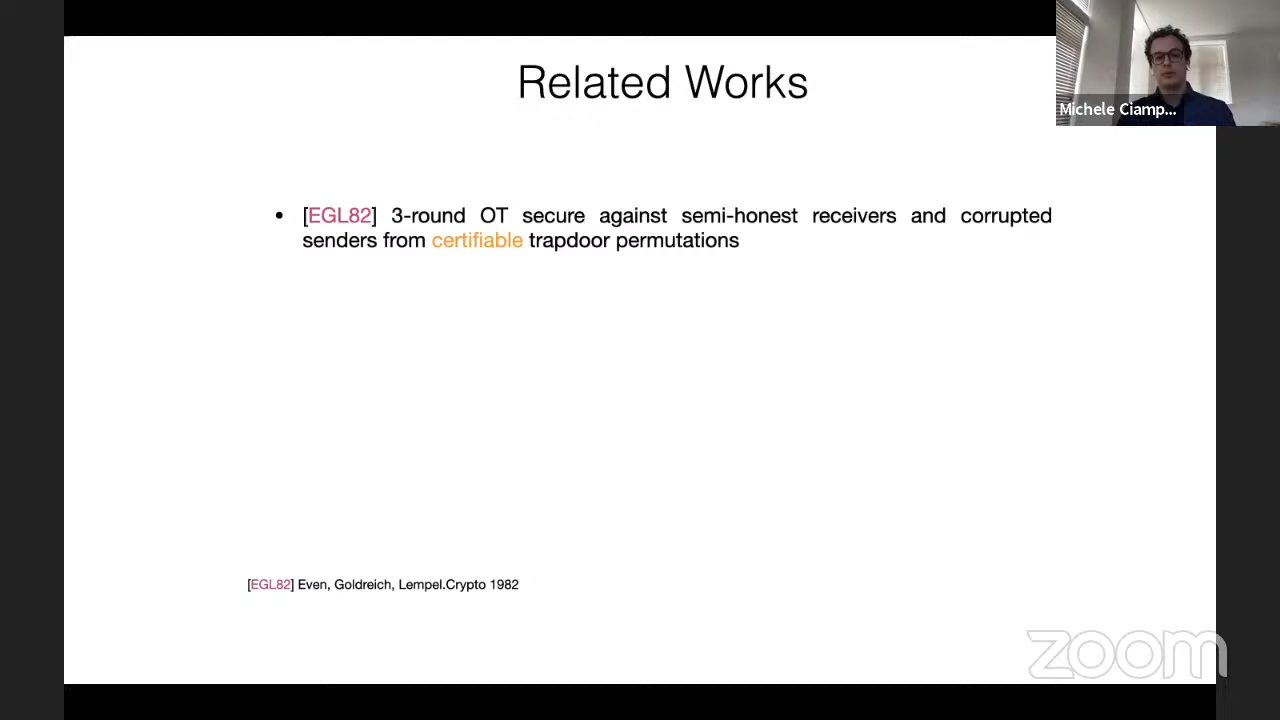 Related Works
Michele Ciamp...
• [EGL82] 3-round OT secure against semi-honest receivers and corrupted
senders from certifiable trapdoor permutations
[EGL82] Even, Goldreich, Lempel.Crypto 1982
zoom